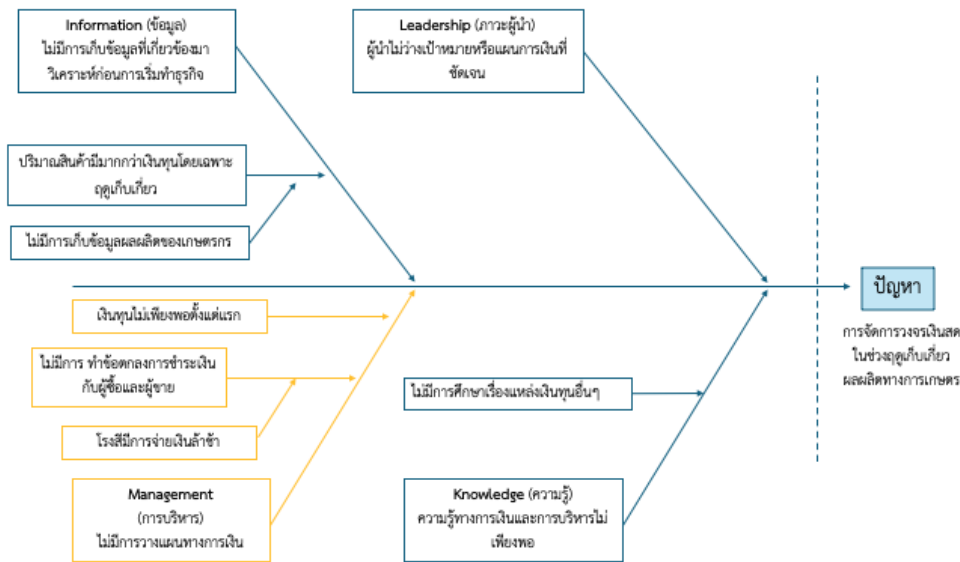 Information (ข้อมูล)
ไม่มีการเก็บข้อมูลที่เกี่ยวข้องมา
วิเคราะห์ก่อนการเริ่มทำธุรกิจ
Leadership (ภาวะผู้นำ)
ผู้นำไม่ว่างเป้าหมายหรือแผนการเงินที่
ชัดเจน
ปริมาณสินค้ามีมากกว่าเงินทุนโดยเฉพาะ
ฤดูเก็บเกี่ยว
ไม่มีการเก็บข้อมูลผลผลิตของเกษตรกร
ปัญหา
การจัดการวงจรเงินสด
ในช่วงฤดูเก็บเกี่ยว
ผลผลิตทางการเกษตร
เงินทุนไม่เพียงพอตั้งแต่แรก
ไม่มีการ ทำข้อตกลงการชำระเงิน
กับผู้ซื้อและผู้ขาย
โรงสีมีการจ่ายเงินล้าช้า
Management
(การบริหาร)
ไม่มีการวางแผนทางการเงิน
ไม่มีการศึกษาเรื่องแหล่งเงินทุนอื่นๆ
Knowledge (ความรู้)
ความรู้ทางการเงินและการบริหารไม่
เพียงพอ